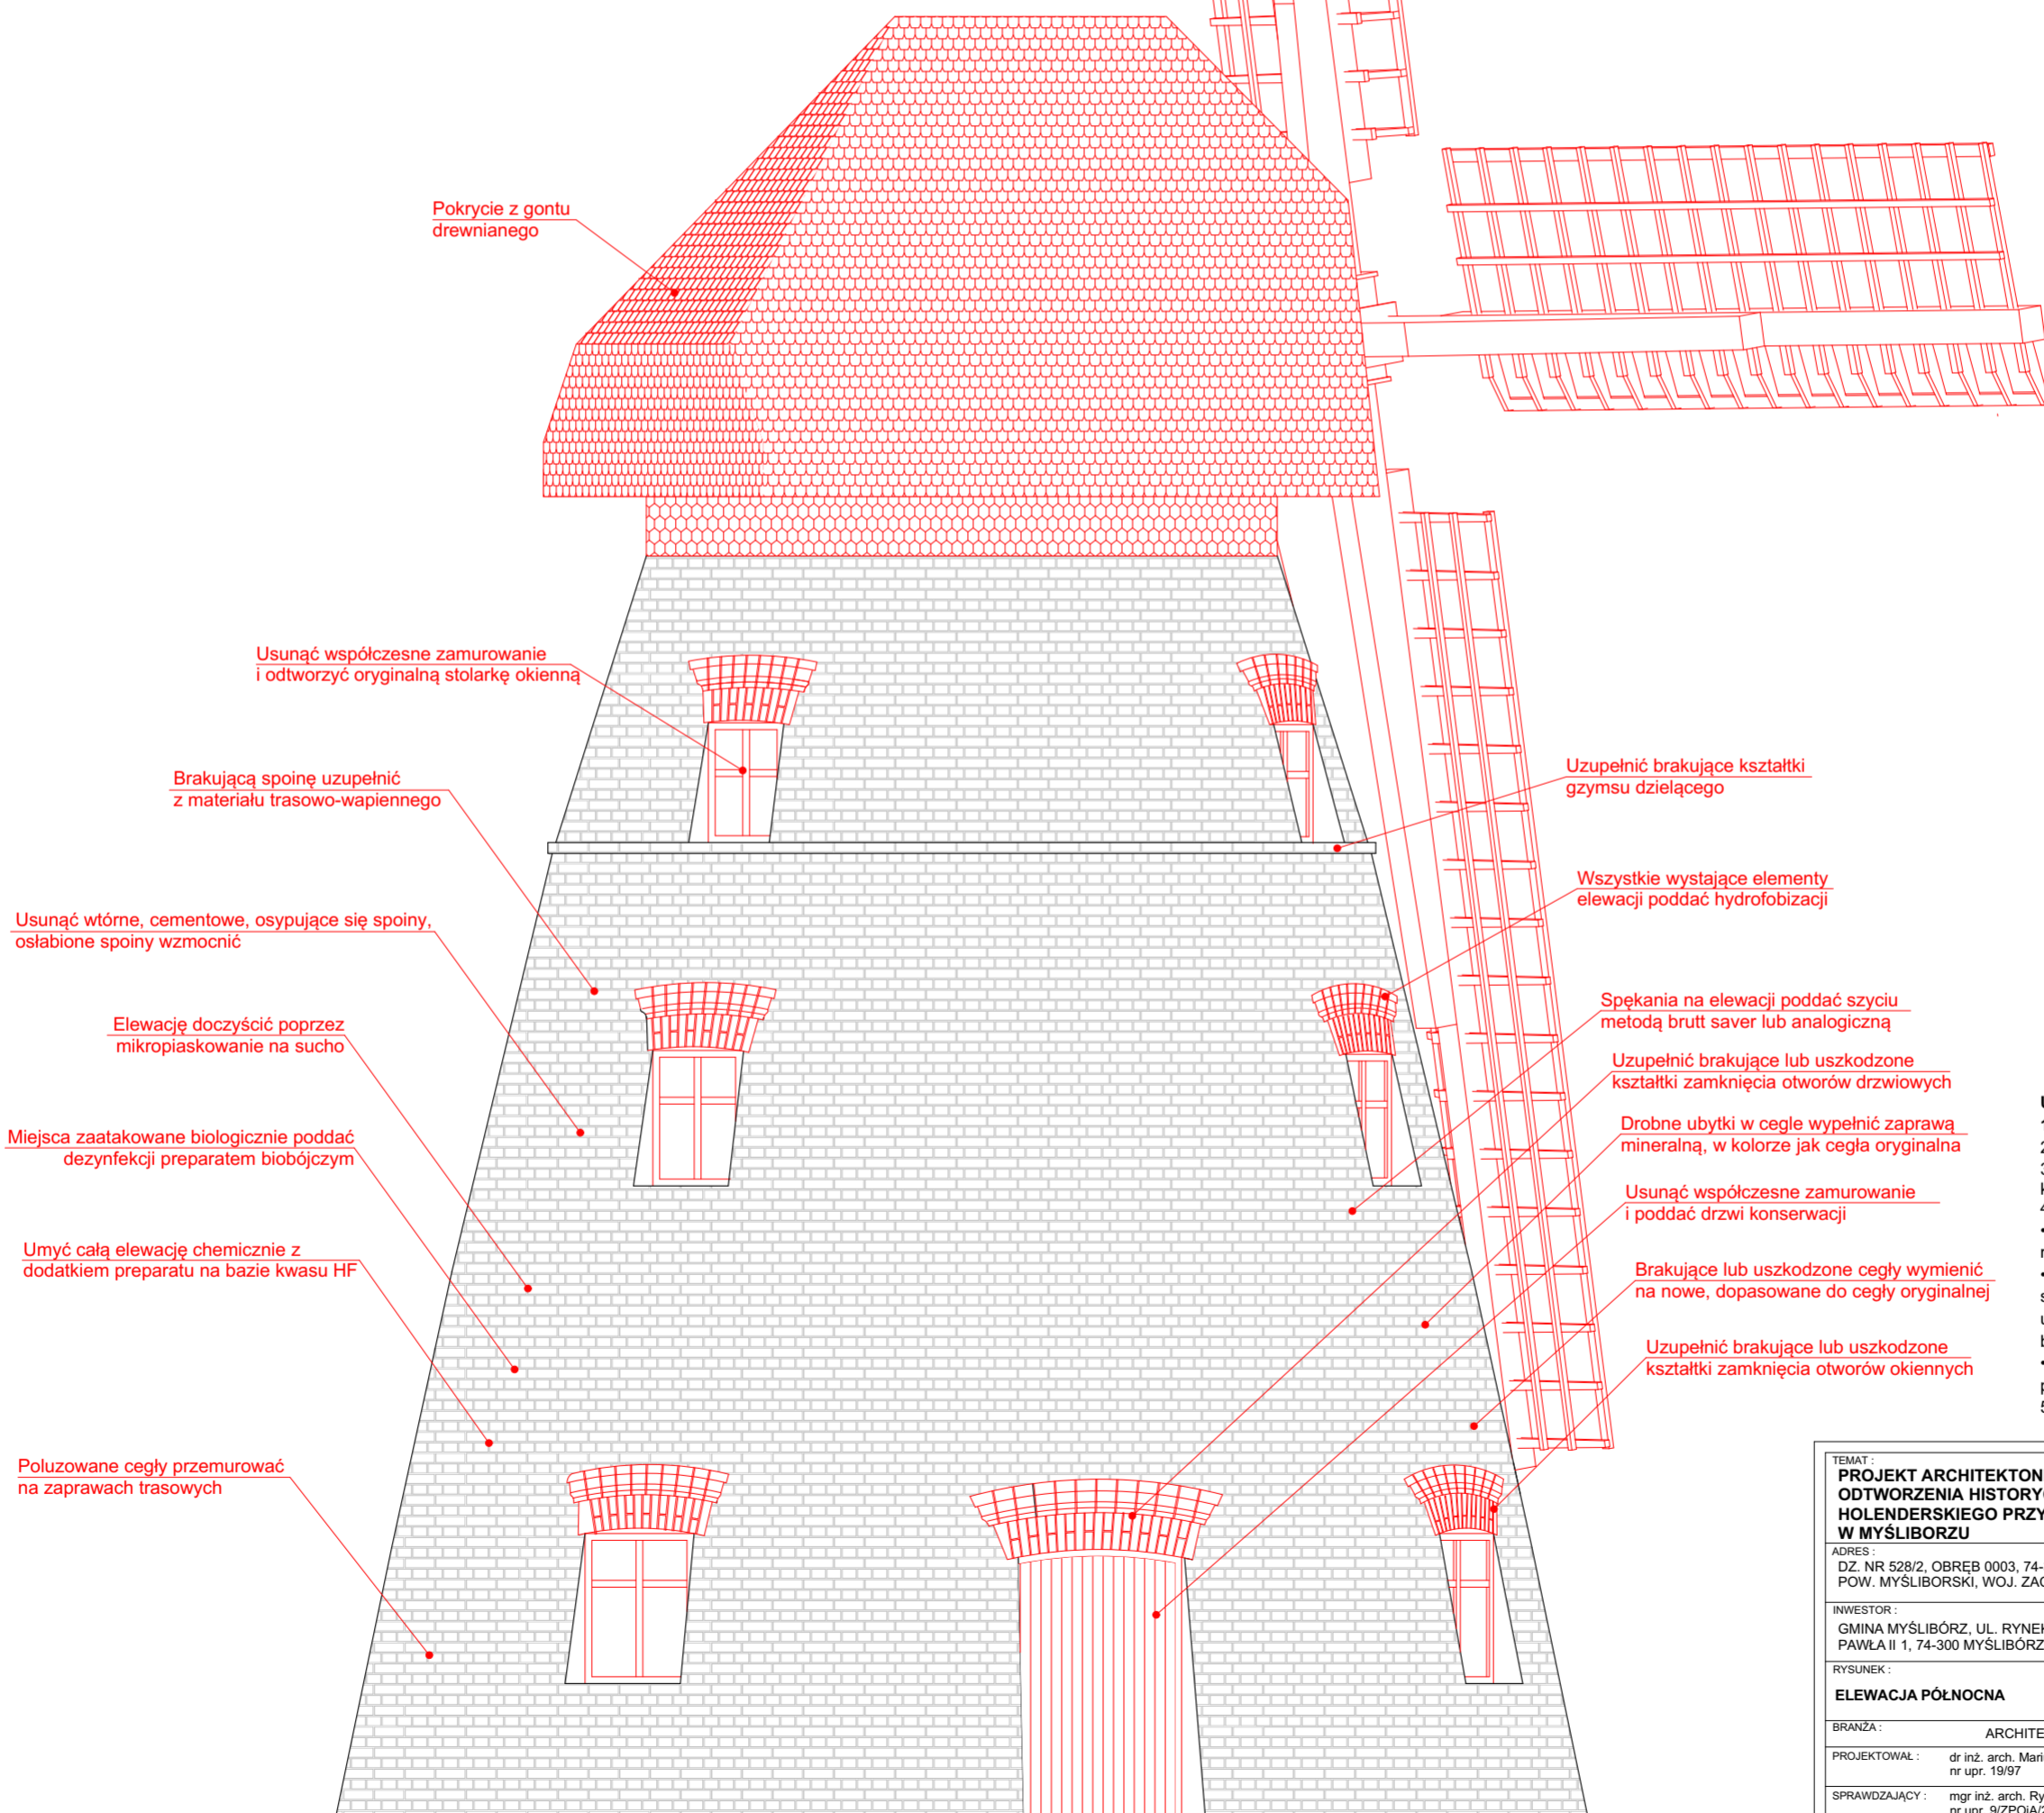 Pokrycie z gontu
drewnianego
Usunąć współczesne zamurowanie
i odtworzyć oryginalną stolarkę okienną
Brakującą spoinę uzupełnić
z materiału trasowo-wapiennego
Usunąć wtórne, cementowe, osypujące się spoiny,
osłabione spoiny wzmocnić
Elewację doczyścić poprzez
mikropiaskowanie na sucho
Miejsca zaatakowane biologicznie poddać
dezynfekcji preparatem biobójczym
Umyć całą elewację chemicznie z
dodatkiem preparatu na bazie kwasu HF
Poluzowane cegły przemurować
na zaprawach trasowych
Uzupełnić brakujące kształtki
gzymsu dzielącego
Wszystkie wystające elementy
elewacji poddać hydrofobizacji
Spękania na elewacji poddać szyciu
metodą brutt saver lub analogiczną
Uzupełnić brakujące lub uszkodzone
kształtki zamknięcia otworów drzwiowych
Drobne ubytki w cegle wypełnić zaprawą
mineralną, w kolorze jak cegła oryginalna
Usunąć współczesne zamurowanie
i poddać drzwi konserwacji
Brakujące lub uszkodzone cegły wymienić
na nowe, dopasowane do cegły oryginalnej
Uzupełnić brakujące lub uszkodzone
kształtki zamknięcia otworów okiennych
TEMAT :
PROJEKT ARCHITEKTON
ODTWORZENIA HISTORY
HOLENDERSKIEGO PRZY
W MYŚLIBORZU
ADRES :
DZ. NR 528/2, OBRĘB 0003, 74-
POW. MYŚLIBORSKI, WOJ. ZAC
INWESTOR :
GMINA MYŚLIBÓRZ, UL. RYNEK
PAWŁA II 1, 74-300 MYŚLIBÓRZ
RYSUNEK :
ELEWACJA PÓŁNOCNA
BRANŻA : ARCHITE
PROJEKTOWAŁ : dr inż. arch. Mari
nr upr. 19/97
SPRAWDZAJĄCY : mgr inż. arch. Ry
nr upr. 9/ZPOIA/